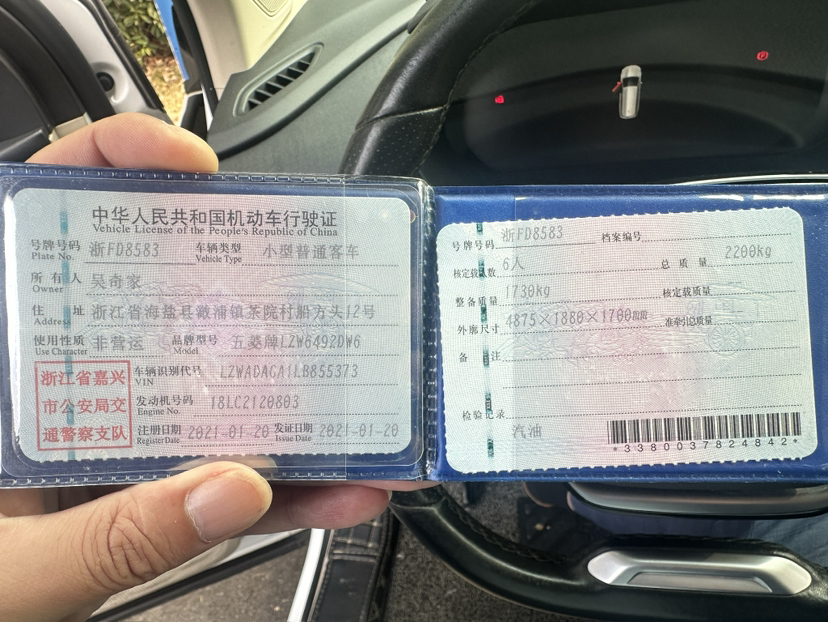 中华人民共和国机动车行驶证
Vehicle License of the People's Republic of China
号牌号码 浙FD8583 车辆类型 小型普通客车
Plate No. Vehicle Type
所有人 吴奇家
Owner
住址 浙江省海盐县澉浦镇茶院村船方头12号
Address
使用性质 非营运 品牌型号 五菱牌LZW6492DW6
Use Character Model
浙江省嘉兴
市公安局交
通警察支队
车辆识别代号 LZWADAGA1LB855373
VIN
发动机号码 18LC2120803
Engine No.
注册日期 2021-01-20 发证日期 2021-01-20
Register Date Issue Date
号牌号码 浙FD8583 档案编号
核定载人数 6人 总质量 2200kg
整备质量 1730kg 核定载质量
外廓尺寸 4875×1880×1700mm 准牵引总质量
备注
检验记录
汽油
*3380037824842*